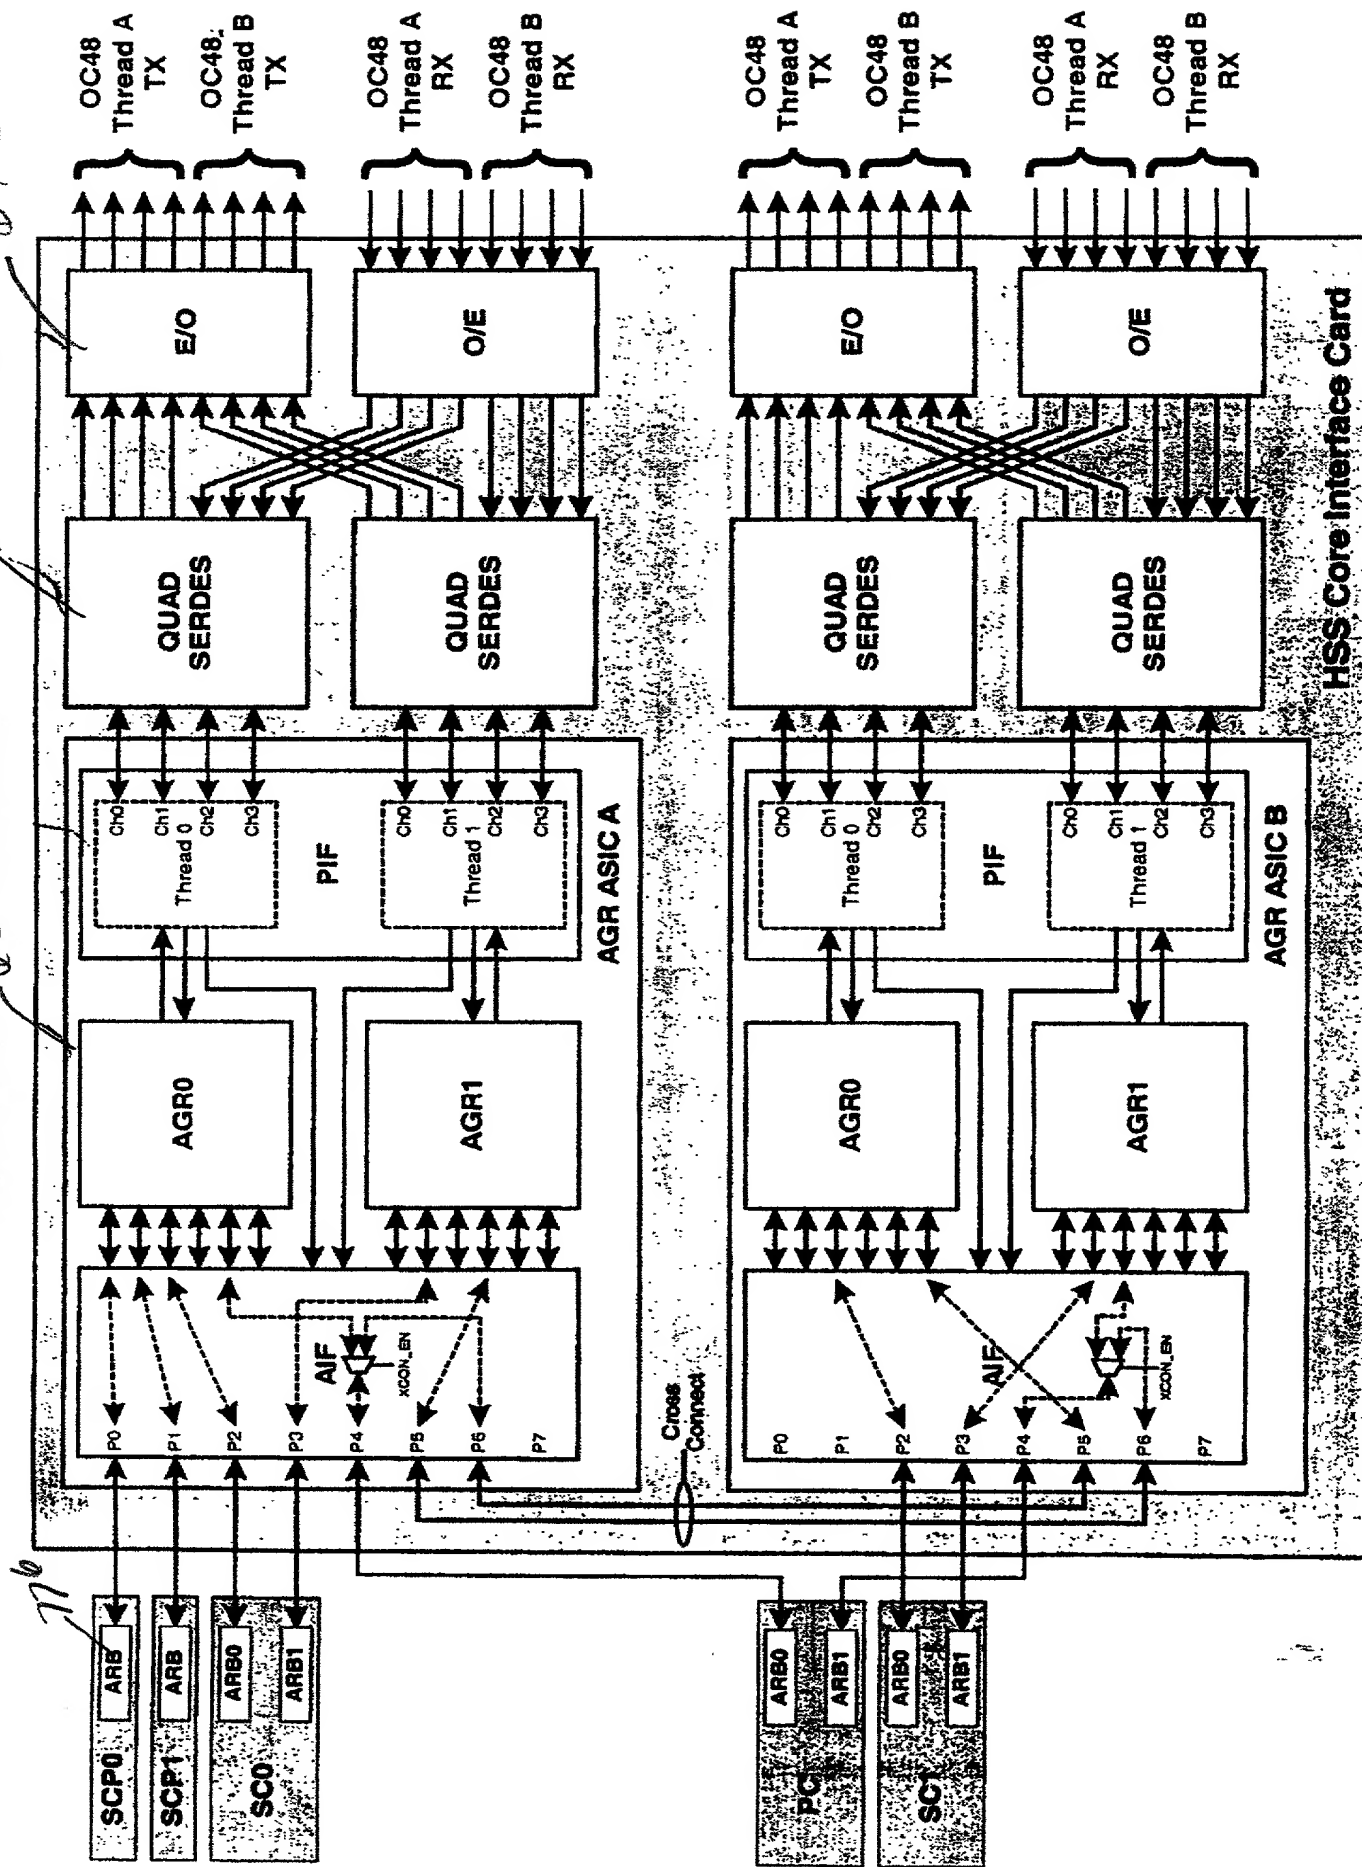 OC48
Thread A
TX
OC48
Thread B
TX
OC48
Thread A
RX
OC48
Thread B
RX
OC48
Thread A
TX
OC48
Thread B
TX
OC48
Thread A
RX
OC48
Thread B
RX
E/O
O/E
E/O
O/E
HSS Core Interface Card
QUAD
SERDES
QUAD
SERDES
QUAD
SERDES
QUAD
SERDES
Ch0
Ch1
Ch2
Ch3
Thread 0
PIF
Ch0
Ch1
Ch2
Ch3
Thread 1
AGR ASIC A
Ch0
Ch1
Ch2
Ch3
Thread 0
PIF
Ch0
Ch1
Ch2
Ch3
Thread 1
AGR ASIC B
AGR0
AGR1
AGR0
AGR1
AIF
XCON_EN
P0
P1
P2
P3
P4
P5
P6
P7
Cross
Connect
AIF
XCON_EN
P0
P1
P2
P3
P4
P5
P6
P7
776
ARB
SCP0
ARB
SCP1
ARB0
ARB1
SC0
ARB0
ARB1
PC
ARB0
ARB1
SC1